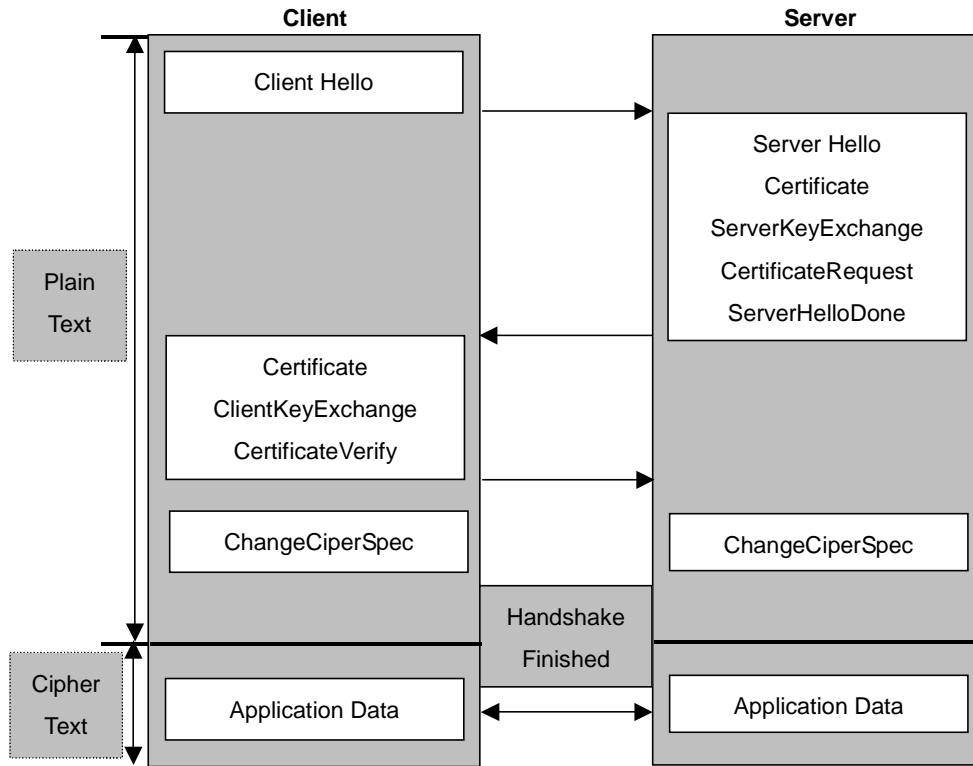 Client
Server
Client Hello
Server Hello
Certificate
ServerKeyExchange
CertificateRequest
ServerHelloDone
Plain
Text
Certificate
ClientKeyExchange
CertificateVerify
ChangeCiperSpec
ChangeCiperSpec
Handshake
Finished
Cipher
Text
Application Data
Application Data